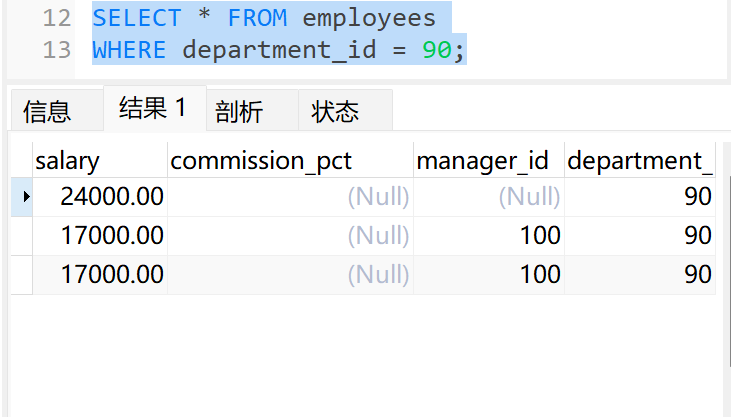 12 SELECT * FROM employees
13 WHERE department_id = 90;
信息 结果 1 剖析 状态
salary commission_pct manager_id department_
24000.00 (Null) (Null) 90
17000.00 (Null) 100 90
17000.00 (Null) 100 90